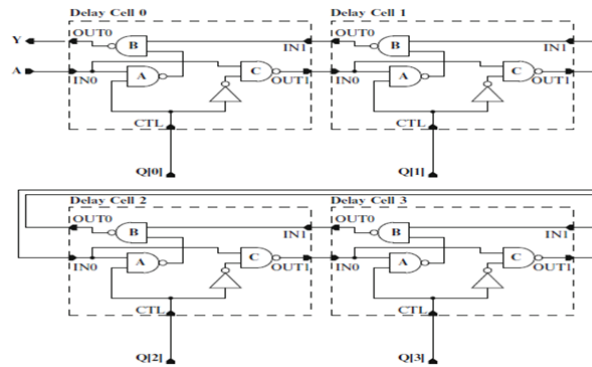 Delay Cell 0 Delay Cell 1
Y OUT0 B IN1 OUT0 B IN1
A IN0 A C OUT1 IN0 A C OUT1
CTL CTL
Q[0] Q[1]
Delay Cell 2 Delay Cell 3
OUT0 B IN1 OUT0 B IN1
IN0 A C OUT1 IN0 A C OUT1
CTL CTL
Q[2] Q[3]